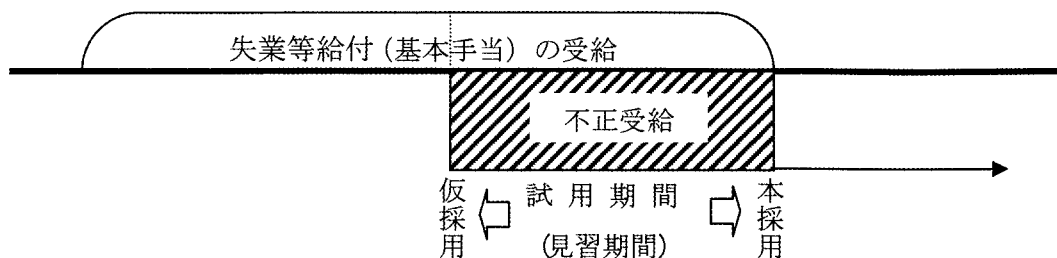 失業等給付（基本手当）の受給
不正受給
仮採用
試用期間
(見習期間)
本採用